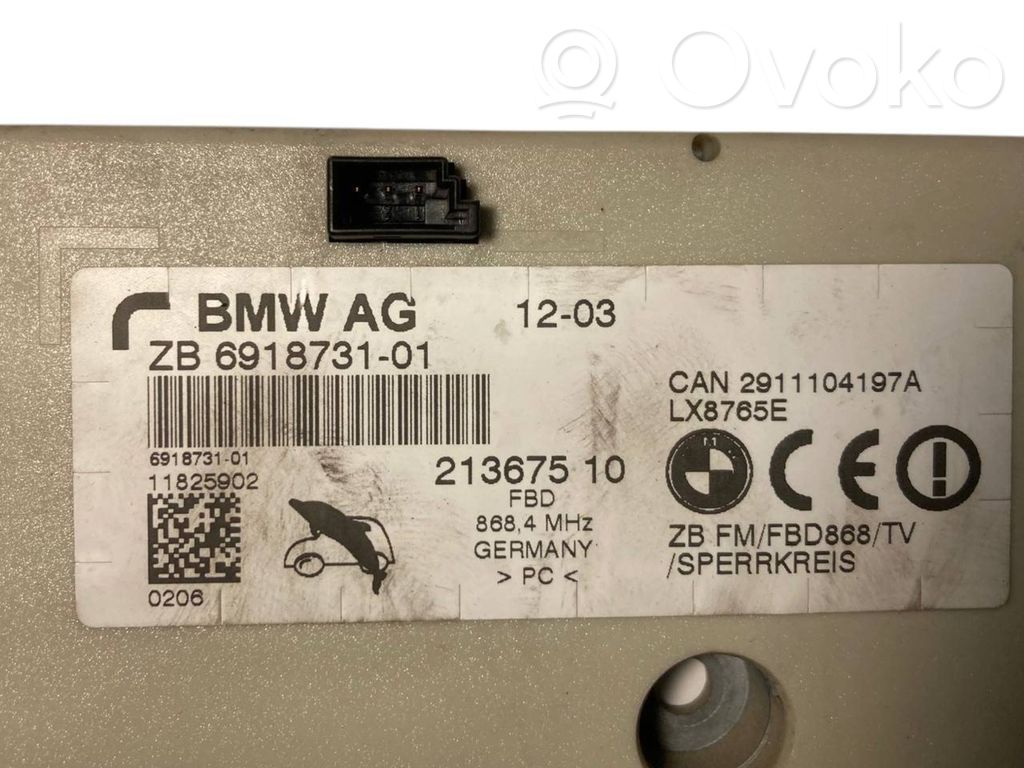 Ovoko
BMW AG 12-03
ZB 6918731-01
CAN 2911104197A
LX8765E
6918731-01
11825902
213675 10
FBD
868,4 MHz
GERMANY
> PC <
ZB FM/FBD868/TV
/SPERRKREIS
0206